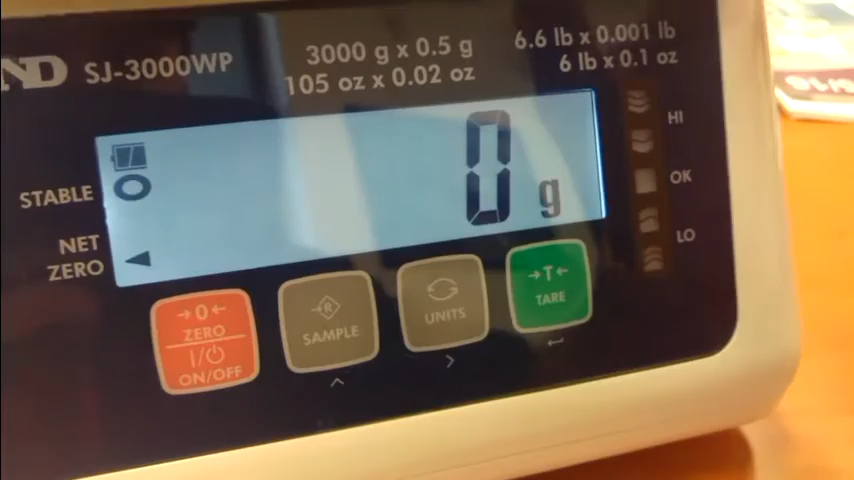 ND SJ-3000WP
3000 g x 0.5 g
105 oz x 0.02 oz
6.6 lb x 0.001 lb
6 lb x 0.1 oz
STABLE
NET
ZERO
0 g
HI
OK
LO
→0←
ZERO
I/⏻
ON/OFF
→R←
SAMPLE
UNITS
→T←
TARE